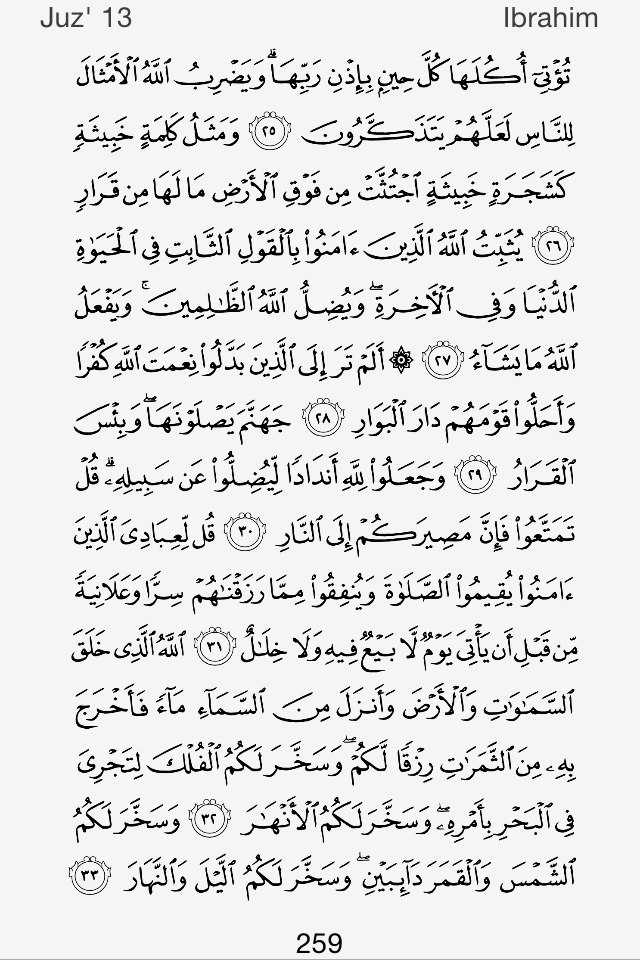 Juz' 13
Ibrahim
تُؤْتِىٓ أُكُلَهَا كُلَّ حِينٍۭ بِإِذْنِ رَبِّهَا ۗ وَيَضْرِبُ ٱللَّهُ ٱلْأَمْثَالَ
لِلنَّاسِ لَعَلَّهُمْ يَتَذَكَّرُونَ ٢٥ وَمَثَلُ كَلِمَةٍ خَبِيثَةٍ
كَشَجَرَةٍ خَبِيثَةٍ ٱجْتُثَّتْ مِن فَوْقِ ٱلْأَرْضِ مَا لَهَا مِن قَرَارٍ
٢٦ يُثَبِّتُ ٱللَّهُ ٱلَّذِينَ ءَامَنُوا۟ بِٱلْقَوْلِ ٱلثَّابِتِ فِى ٱلْحَيَوٰةِ
ٱلدُّنْيَا وَفِى ٱلْـَٔاخِرَةِ ۖ وَيُضِلُّ ٱللَّهُ ٱلظَّـٰلِمِينَ ۚ وَيَفْعَلُ
ٱللَّهُ مَا يَشَآءُ ٢٧ ۞ أَلَمْ تَرَ إِلَى ٱلَّذِينَ بَدَّلُوا۟ نِعْمَتَ ٱللَّهِ كُفْرًا
وَأَحَلُّوا۟ قَوْمَهُمْ دَارَ ٱلْبَوَارِ ٢٨ جَهَنَّمَ يَصْلَوْنَهَا ۖ وَبِئْسَ
ٱلْقَرَارُ ٢٩ وَجَعَلُوا۟ لِلَّهِ أَندَادًا لِّيُضِلُّوا۟ عَن سَبِيلِهِۦ ۗ قُلْ
تَمَتَّعُوا۟ فَإِنَّ مَصِيرَكُمْ إِلَى ٱلنَّارِ ٣٠ قُل لِّعِبَادِىَ ٱلَّذِينَ
ءَامَنُوا۟ يُقِيمُوا۟ ٱلصَّلَوٰةَ وَيُنفِقُوا۟ مِمَّا رَزَقْنَـٰهُمْ سِرًّا وَعَلَانِيَةً
مِّن قَبْلِ أَن يَأْتِىَ يَوْمٌ لَّا بَيْعٌ فِيهِ وَلَا خِلَـٰلٌ ٣١ ٱللَّهُ ٱلَّذِى خَلَقَ
ٱلسَّمَـٰوَٰتِ وَٱلْأَرْضَ وَأَنزَلَ مِنَ ٱلسَّمَآءِ مَآءً فَأَخْرَجَ
بِهِۦ مِنَ ٱلثَّمَرَٰتِ رِزْقًا لَّكُمْ ۖ وَسَخَّرَ لَكُمُ ٱلْفُلْكَ لِتَجْرِىَ
فِى ٱلْبَحْرِ بِأَمْرِهِۦ ۖ وَسَخَّرَ لَكُمُ ٱلْأَنْهَـٰرَ ٣٢ وَسَخَّرَ لَكُمُ
ٱلشَّمْسَ وَٱلْقَمَرَ دَآئِبَيْنِ ۖ وَسَخَّرَ لَكُمُ ٱلَّيْلَ وَٱلنَّهَارَ ٣٣
259